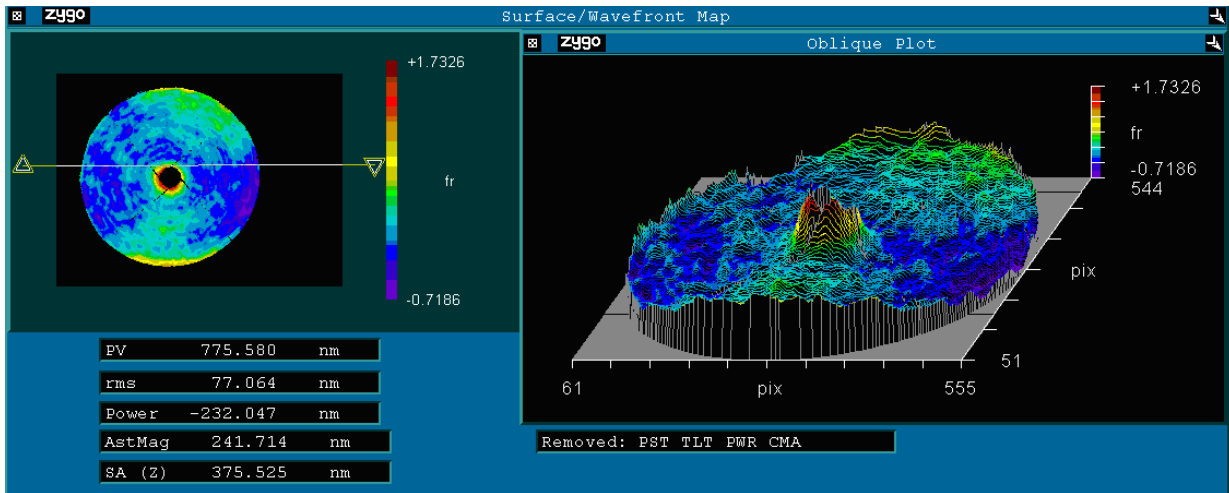 zygo Surface/Wavefront Map
+1.7326
fr
-0.7186
zygo Oblique Plot
+1.7326
fr
-0.7186
544
pix
51
61 pix 555
PV 775.580 nm
rms 77.064 nm
Power -232.047 nm
AstMag 241.714 nm
SA (Z) 375.525 nm
Removed: PST TLT PWR CMA